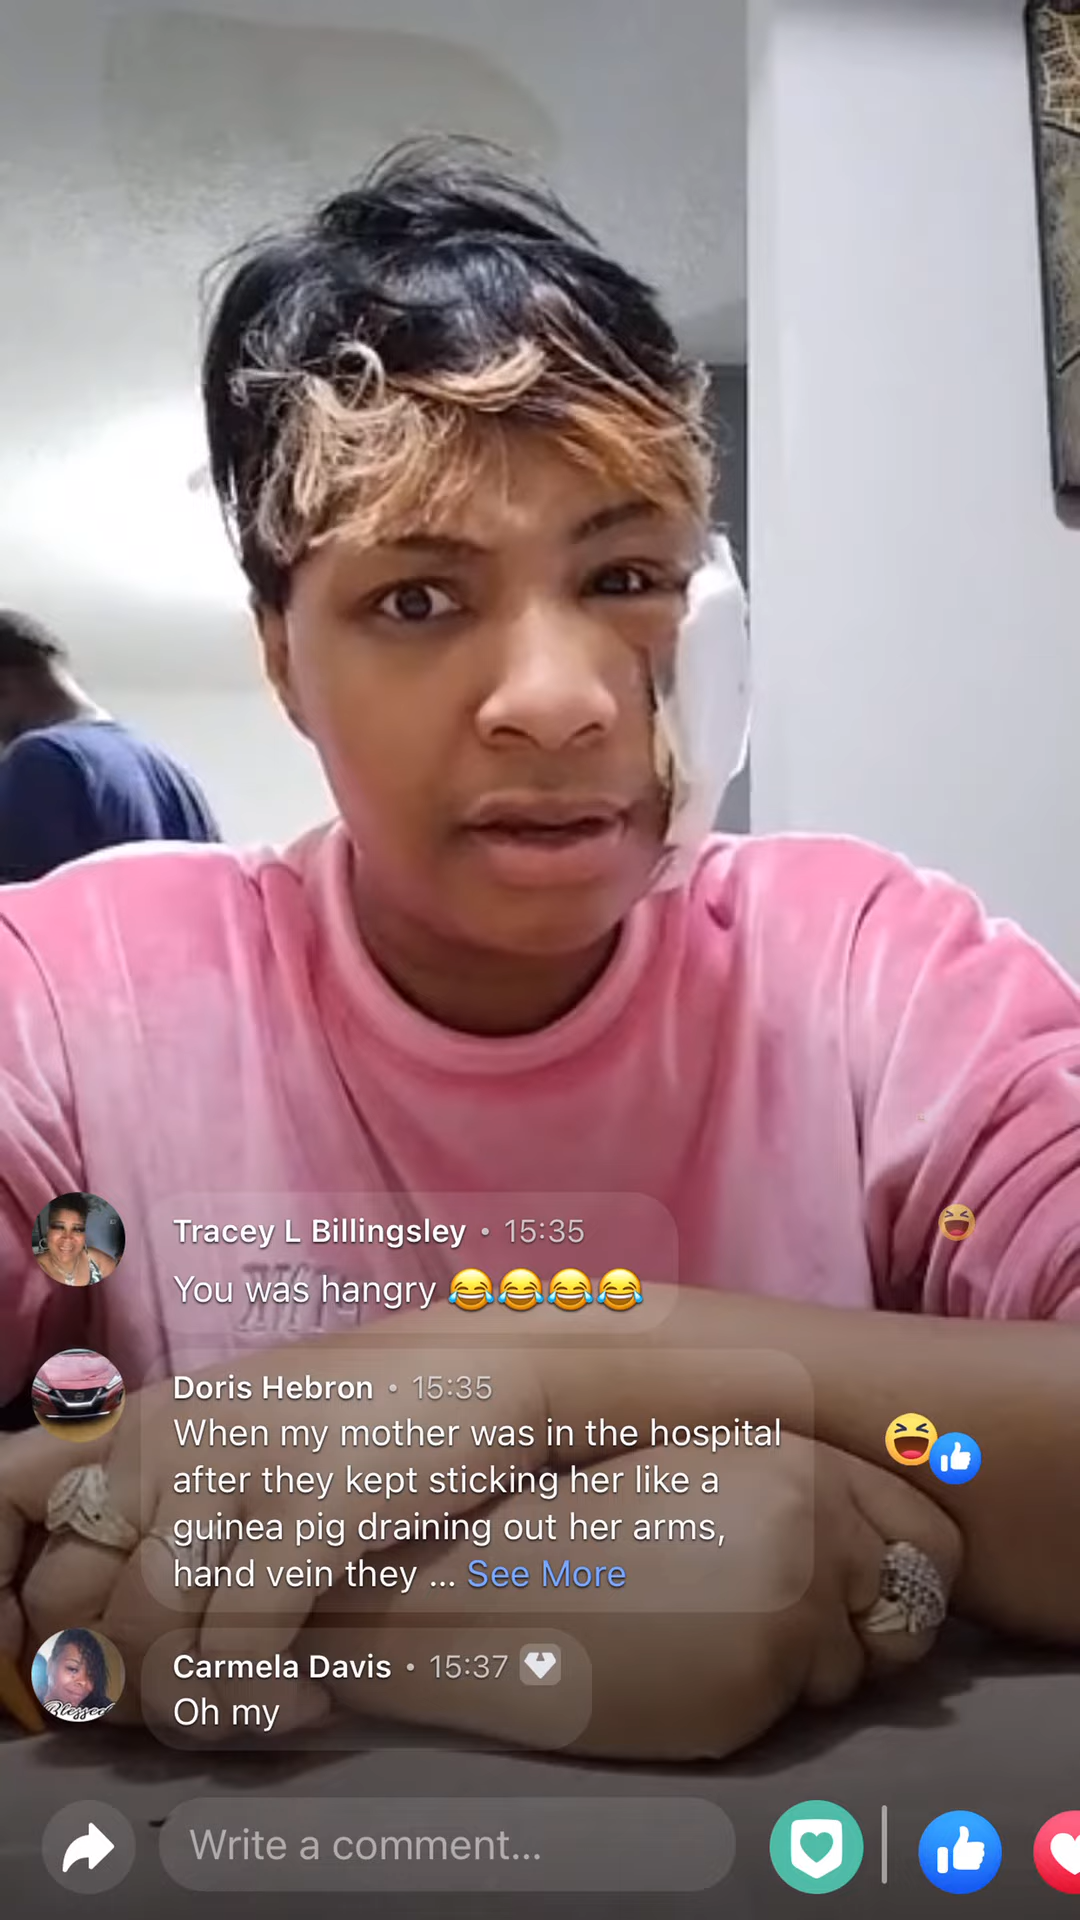 Tracey L Billingsley • 15:35
You was hangry 😂😂😂😂
Doris Hebron • 15:35
When my mother was in the hospital
after they kept sticking her like a
guinea pig draining out her arms,
hand vein they ... See More
Carmela Davis • 15:37
Oh my
Blessed
Write a comment...